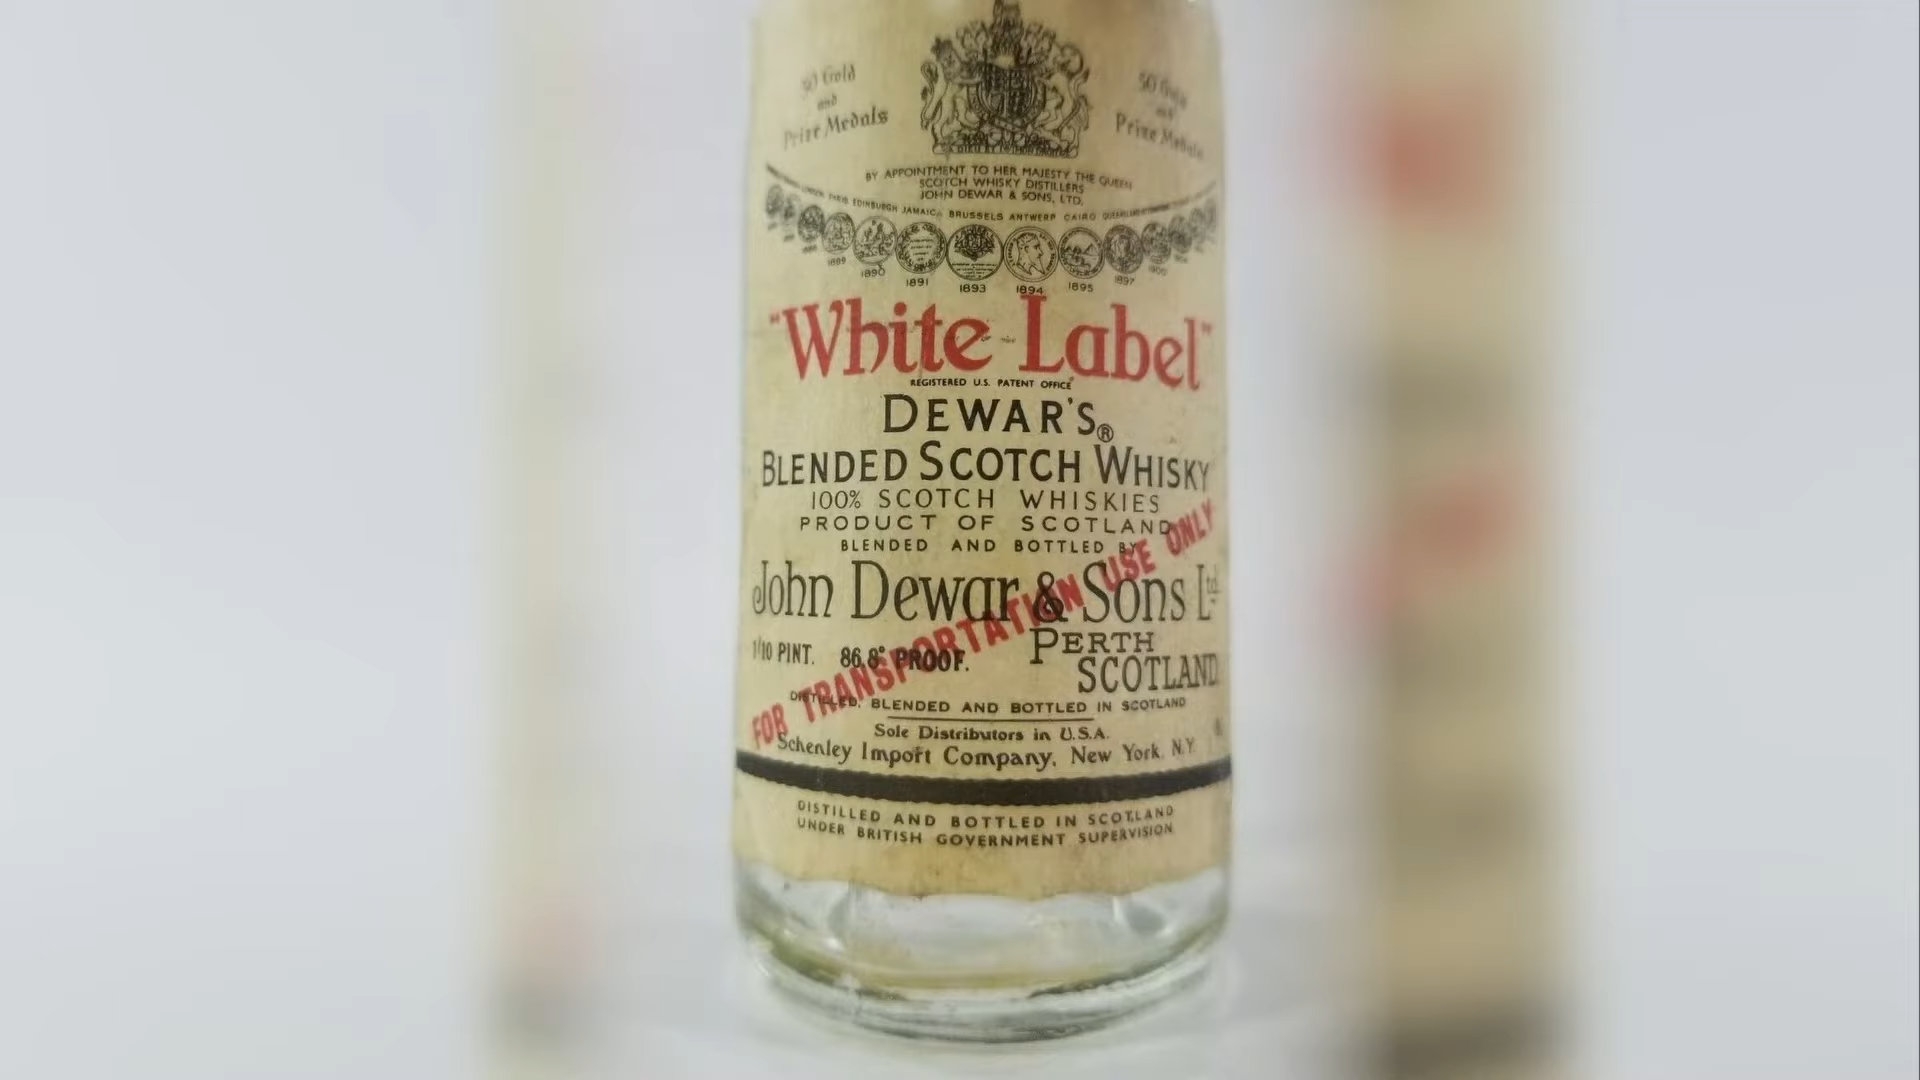 50 Gold
and
Prize Medals
50 Gold
and
Prize Medals
BY APPOINTMENT TO HER MAJESTY THE QUEEN
SCOTCH WHISKY DISTILLERS
JOHN DEWAR & SONS, LTD.
EDINBURGH JAMAICA BRUSSELS ANTWERP CAIRO
1889 1890 1891 1893 1894 1895 1897 1900
"White Label"
REGISTERED U.S. PATENT OFFICE
DEWAR'S®
BLENDED SCOTCH WHISKY
100% SCOTCH WHISKIES
PRODUCT OF SCOTLAND
BLENDED AND BOTTLED BY
John Dewar & Sons Ltd.
1/10 PINT. 86.8° PROOF. PERTH
SCOTLAND
FOR TRANSPORTATION USE ONLY
DISTILLED, BLENDED AND BOTTLED IN SCOTLAND
Sole Distributors in U.S.A.
Schenley Import Company, New York, N.Y.
DISTILLED AND BOTTLED IN SCOTLAND
UNDER BRITISH GOVERNMENT SUPERVISION